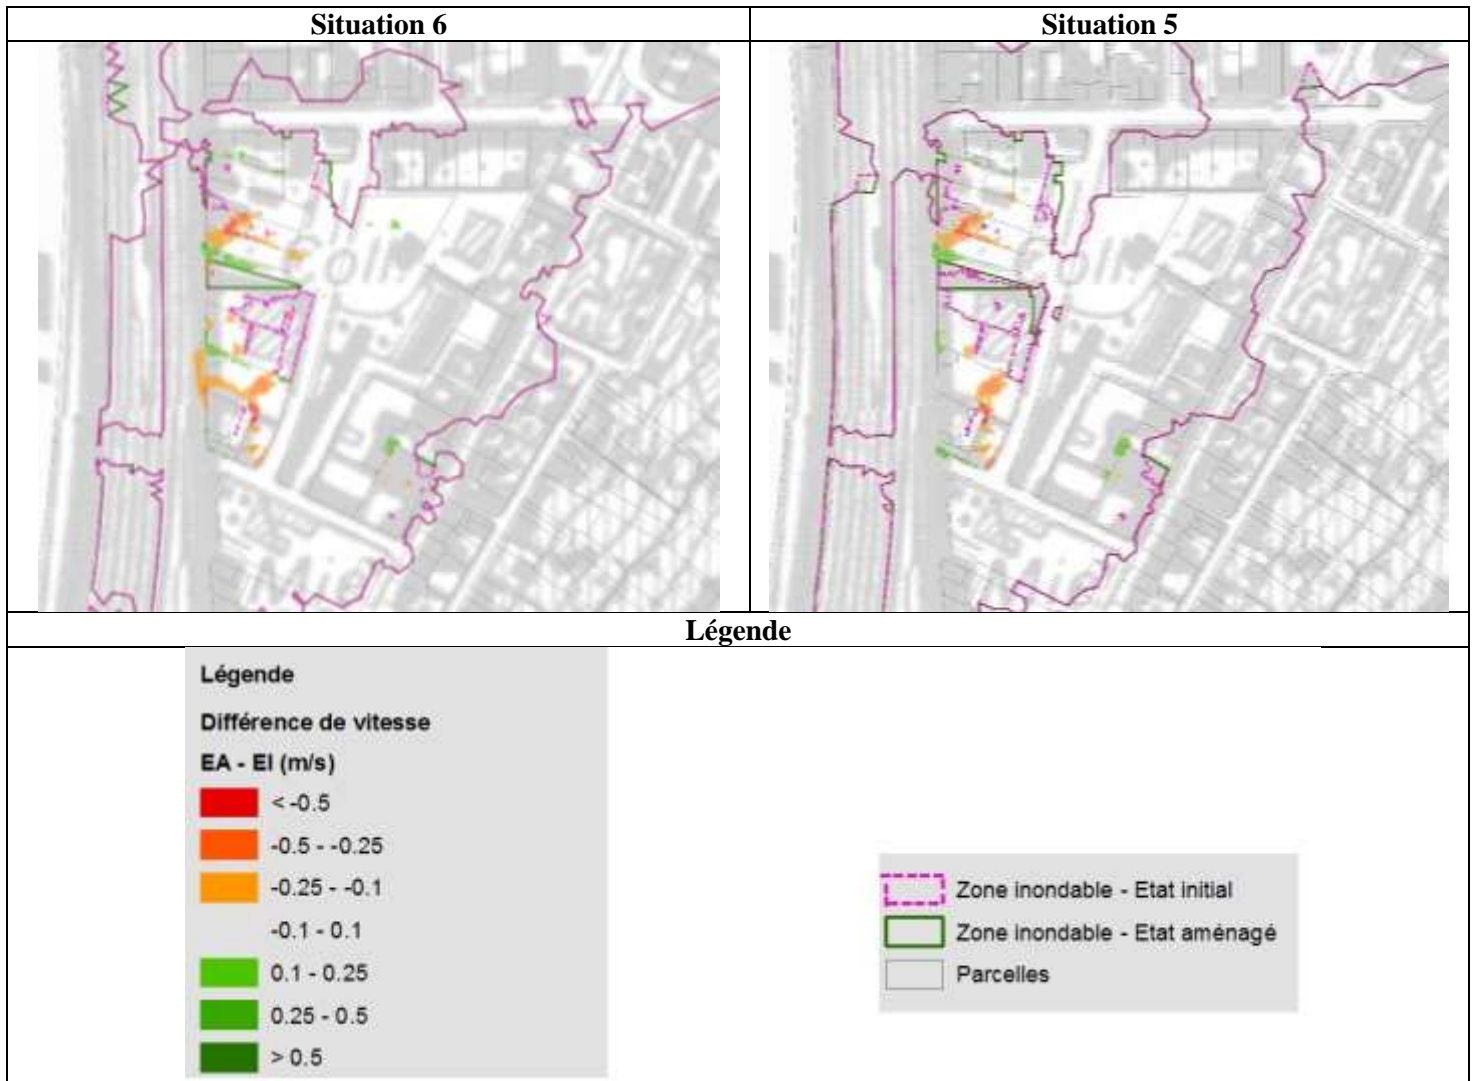 Situation 6
Situation 5
Légende
Légende
Différence de vitesse
EA - EI (m/s)
< -0.5
-0.5 - -0.25
-0.25 - -0.1
-0.1 - 0.1
0.1 - 0.25
0.25 - 0.5
> 0.5
Zone inondable - Etat initial
Zone inondable - Etat aménagé
Parcelles